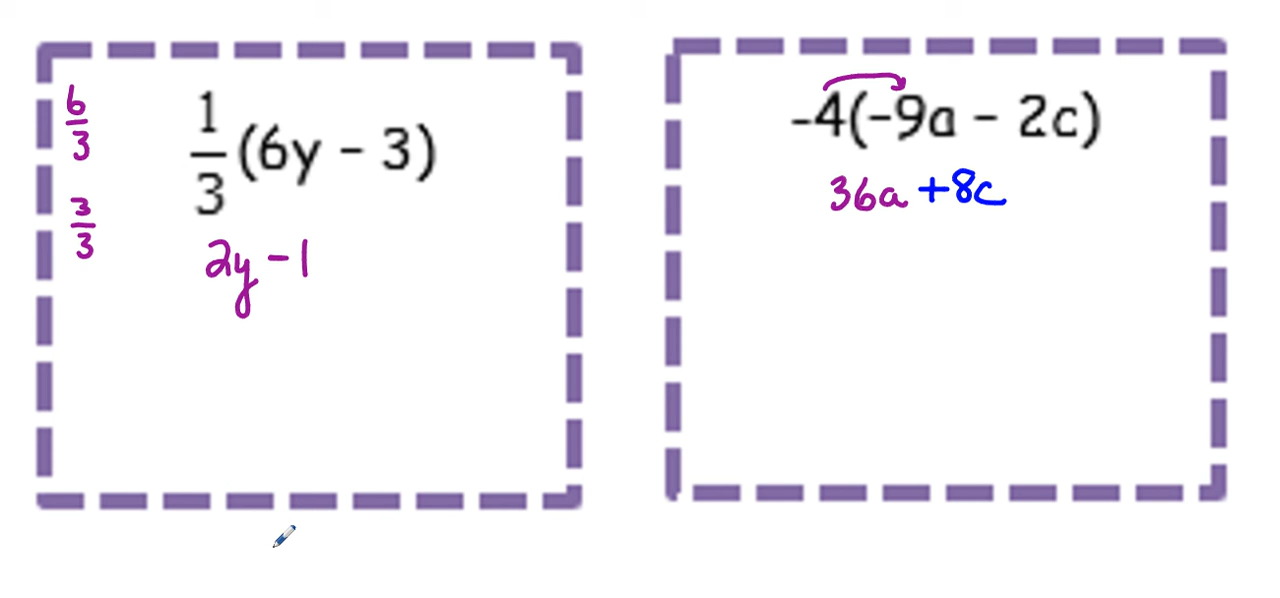 6/3
1/3(6y - 3)
3/3
2y - 1
-4(-9a - 2c)
36a + 8c